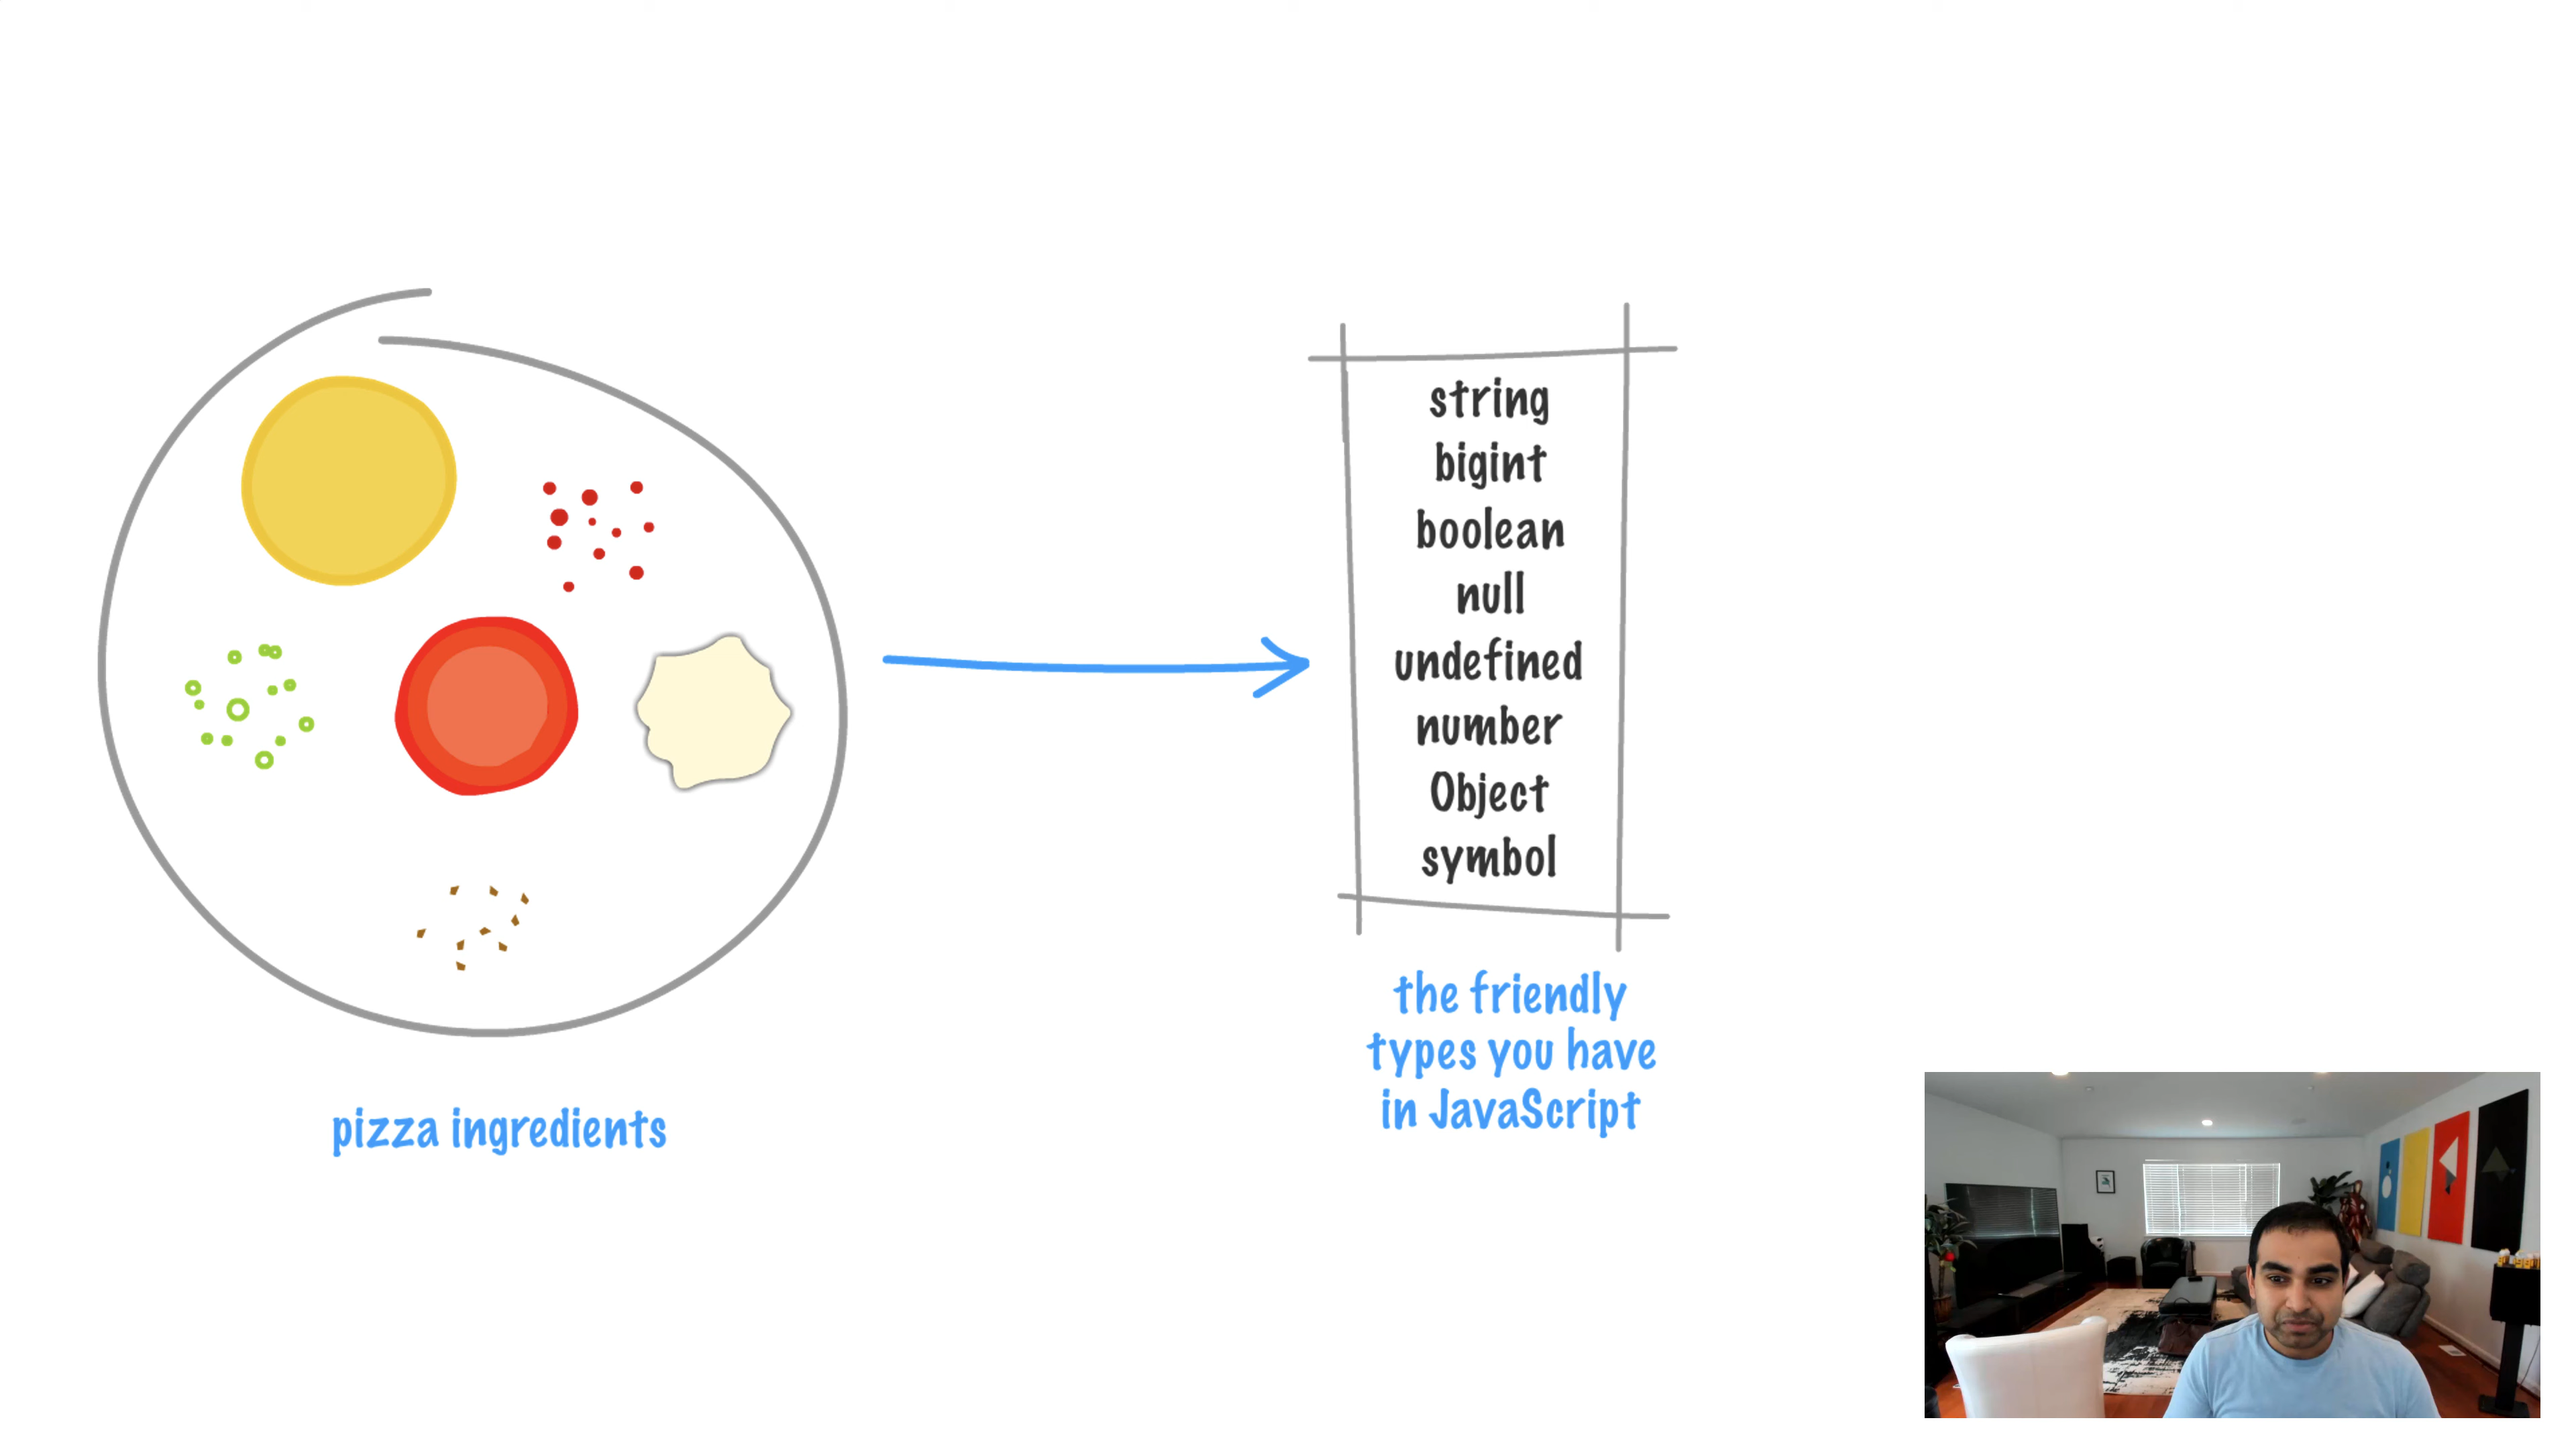 string
bigint
boolean
null
undefined
number
Object
symbol
the friendly
types you have
in JavaScript
pizza ingredients